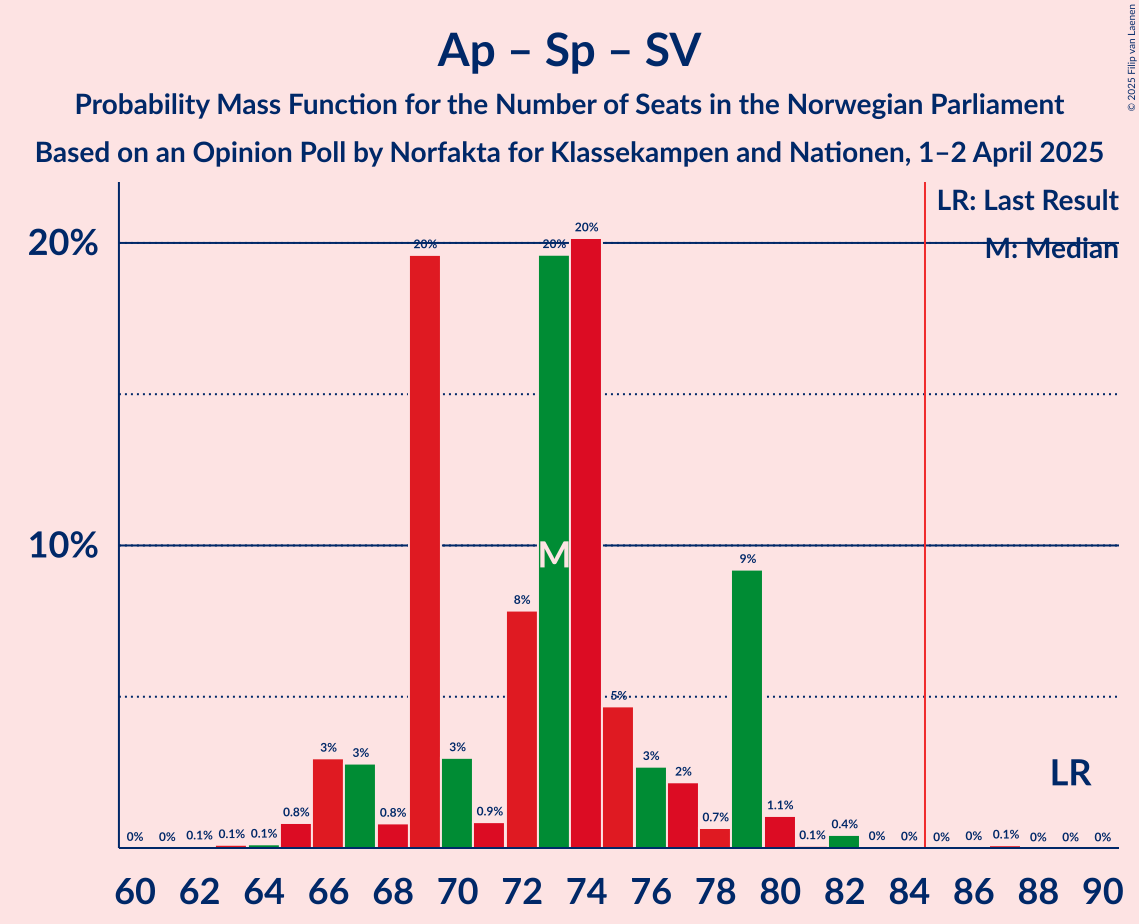 Ap – Sp – SV
Probability Mass Function for the Number of Seats in the Norwegian Parliament
Based on an Opinion Poll by Norfakta for Klassekampen and Nationen, 1–2 April 2025
© 2025 Filip van Laenen
LR: Last Result
M: Median
20%
10%
0% 0% 0.1% 0.1% 0.1% 0.8% 3% 3% 0.8% 20% 3% 0.9% 8% 20% 20% 5% 3% 2% 0.7% 9% 1.1% 0.1% 0.4% 0% 0% 0% 0% 0.1% 0% 0% 0%
M
LR
60 62 64 66 68 70 72 74 76 78 80 82 84 86 88 90